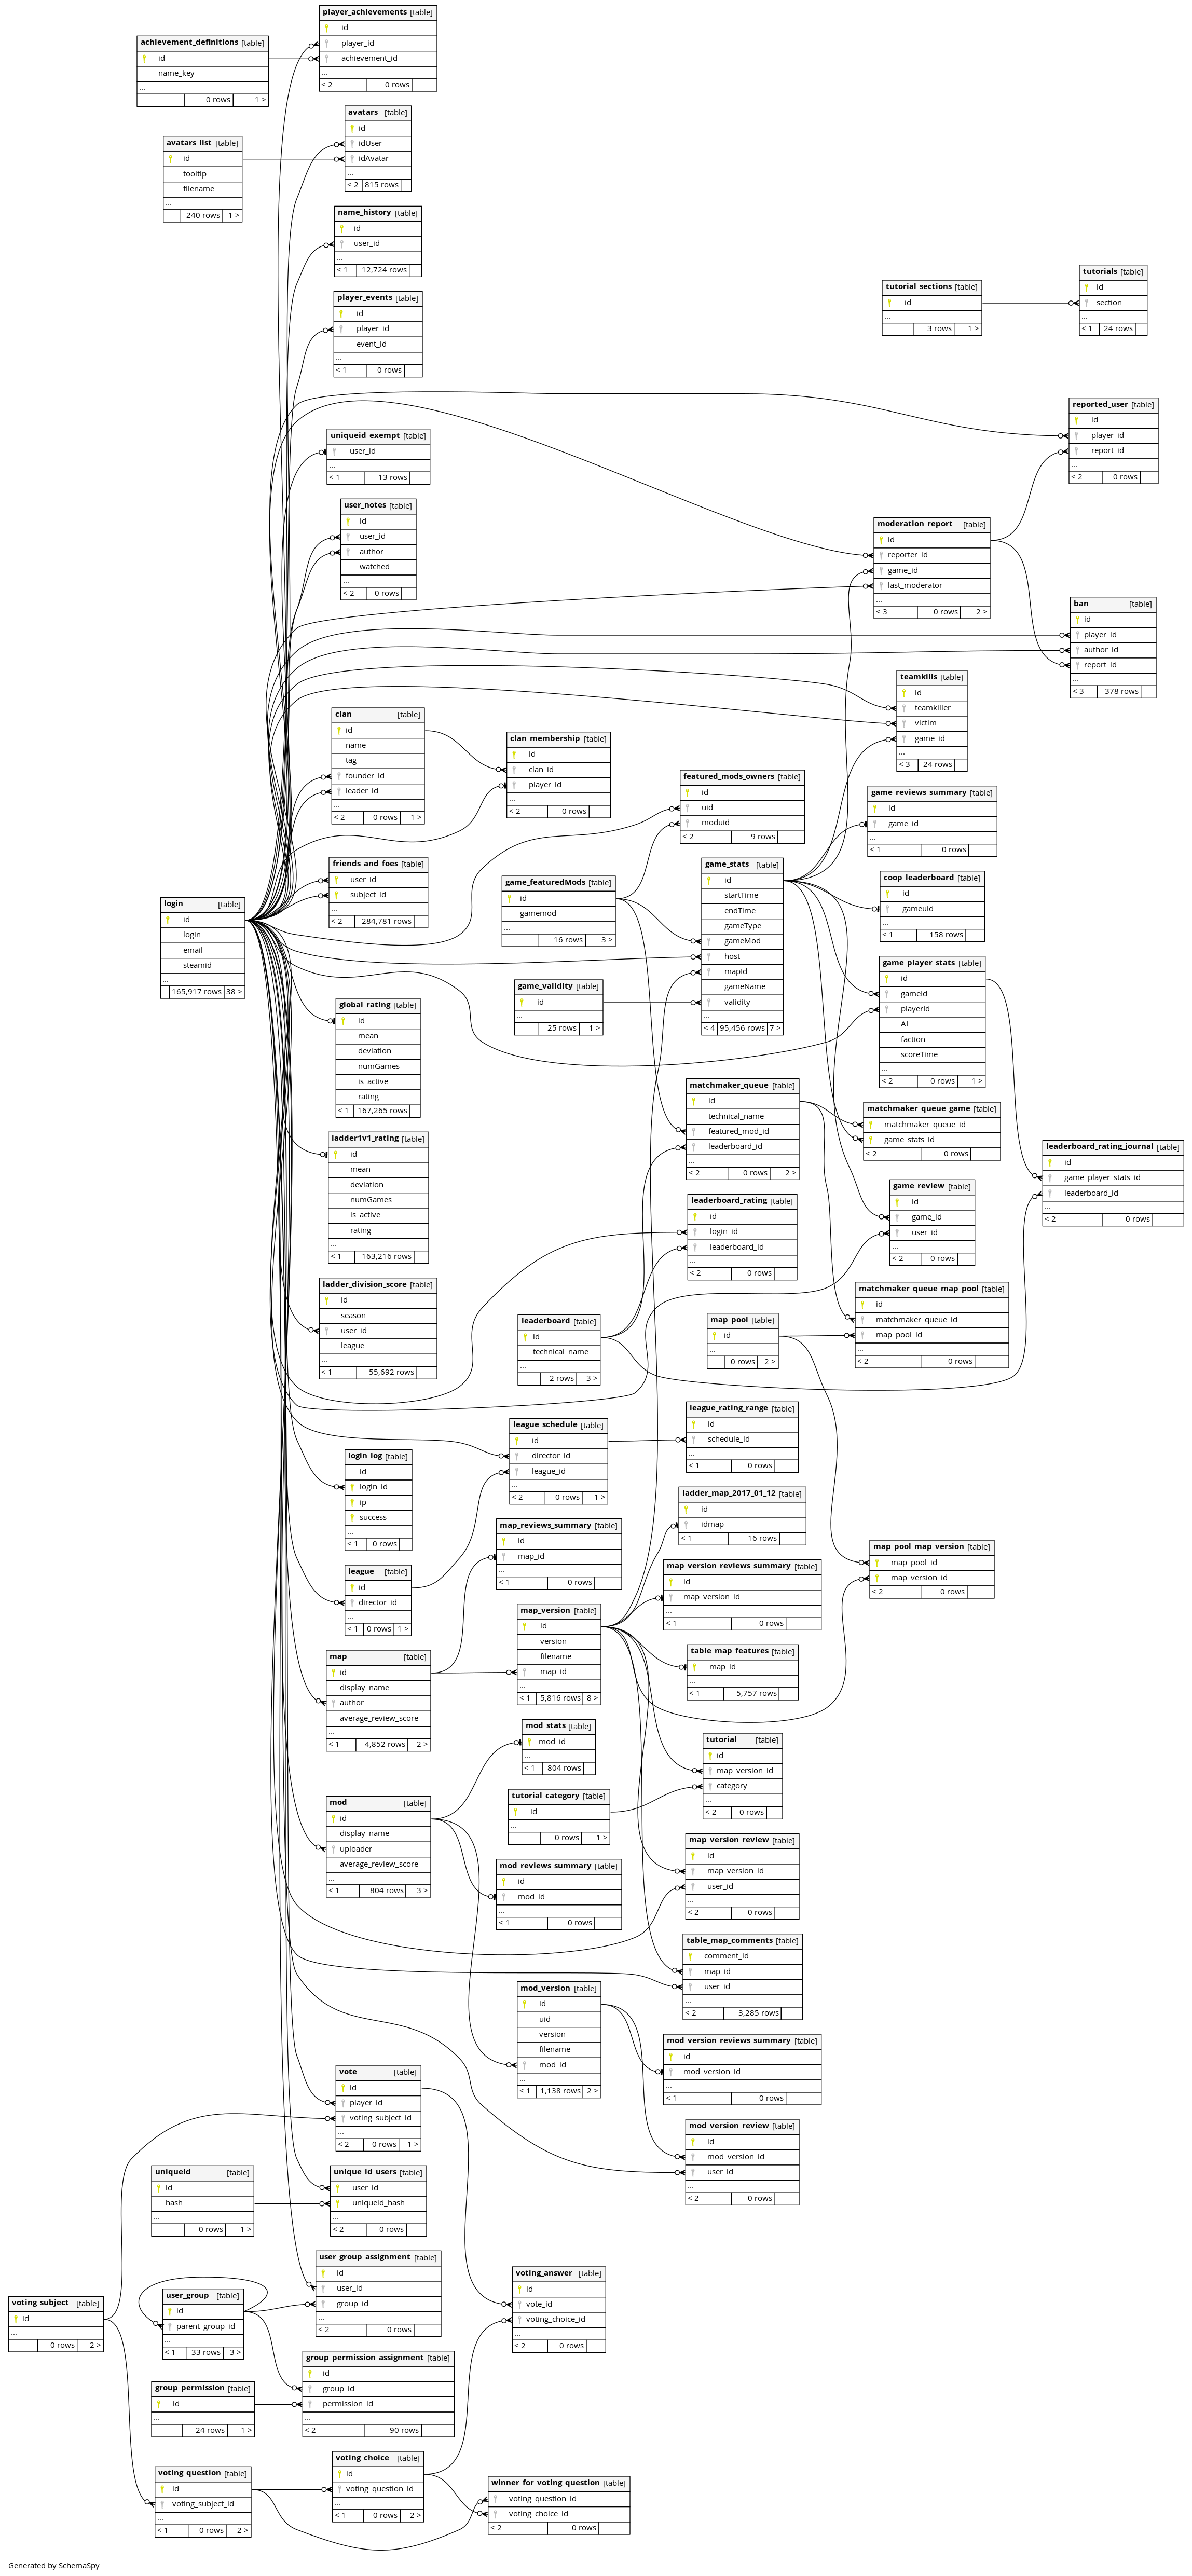 player_achievements [table]
id
player_id
achievement_id
...
< 2 0 rows
achievement_definitions [table]
id
name_key
...
0 rows 1 >
avatars [table]
id
idUser
idAvatar
...
< 2 815 rows
avatars_list [table]
id
tooltip
filename
...
240 rows 1 >
name_history [table]
id
user_id
...
< 1 12,724 rows
player_events [table]
id
player_id
event_id
...
< 1 0 rows
tutorial_sections [table]
id
...
3 rows 1 >
tutorials [table]
id
section
...
< 1 24 rows
reported_user [table]
id
player_id
report_id
...
< 2 0 rows
uniqueid_exempt [table]
user_id
...
< 1 13 rows
user_notes [table]
id
user_id
author
watched
...
< 2 0 rows
moderation_report [table]
id
reporter_id
game_id
last_moderator
...
< 3 0 rows 2 >
ban [table]
id
player_id
author_id
report_id
...
< 3 378 rows
teamkills [table]
id
teamkiller
victim
game_id
...
< 3 24 rows
clan [table]
id
name
tag
founder_id
leader_id
...
< 2 0 rows 1 >
clan_membership [table]
id
clan_id
player_id
...
< 2 0 rows
featured_mods_owners [table]
id
uid
moduid
< 2 9 rows
game_reviews_summary [table]
id
game_id
...
< 1 0 rows
friends_and_foes [table]
user_id
subject_id
...
< 2 284,781 rows
login [table]
id
login
email
steamid
...
165,917 rows 38 >
game_featuredMods [table]
id
gamemod
...
16 rows 3 >
game_stats [table]
id
startTime
endTime
gameType
gameMod
host
mapId
gameName
validity
...
< 4 95,456 rows 7 >
coop_leaderboard [table]
id
gameuid
...
< 1 158 rows
game_validity [table]
id
...
25 rows 1 >
game_player_stats [table]
id
gameId
playerId
AI
faction
scoreTime
...
< 2 0 rows 1 >
global_rating [table]
id
mean
deviation
numGames
is_active
rating
< 1 167,265 rows
matchmaker_queue [table]
id
technical_name
featured_mod_id
leaderboard_id
...
< 2 0 rows 2 >
matchmaker_queue_game [table]
matchmaker_queue_id
game_stats_id
< 2 0 rows
ladder1v1_rating [table]
id
mean
deviation
numGames
is_active
rating
...
< 1 163,216 rows
leaderboard_rating_journal [table]
id
game_player_stats_id
leaderboard_id
...
< 2 0 rows
game_review [table]
id
game_id
user_id
...
< 2 0 rows
leaderboard_rating [table]
id
login_id
leaderboard_id
...
< 2 0 rows
ladder_division_score [table]
id
season
user_id
league
...
< 1 55,692 rows
matchmaker_queue_map_pool [table]
id
matchmaker_queue_id
map_pool_id
...
< 2 0 rows
leaderboard [table]
id
technical_name
...
2 rows 3 >
map_pool [table]
id
...
0 rows 2 >
league_rating_range [table]
id
schedule_id
...
< 1 0 rows
league_schedule [table]
id
director_id
league_id
...
< 2 0 rows 1 >
login_log [table]
id
login_id
ip
success
...
< 1 0 rows
ladder_map_2017_01_12 [table]
id
idmap
< 1 16 rows
map_reviews_summary [table]
id
map_id
...
< 1 0 rows
map_pool_map_version [table]
map_pool_id
map_version_id
< 2 0 rows
league [table]
id
director_id
...
< 1 0 rows 1 >
map_version_reviews_summary [table]
id
map_version_id
...
< 1 0 rows
map_version [table]
id
version
filename
map_id
...
< 1 5,816 rows 8 >
map [table]
id
display_name
author
average_review_score
...
< 1 4,852 rows 2 >
table_map_features [table]
map_id
...
< 1 5,757 rows
mod_stats [table]
mod_id
...
< 1 804 rows
tutorial [table]
id
map_version_id
category
...
< 2 0 rows
mod [table]
id
display_name
uploader
average_review_score
...
< 1 804 rows 3 >
tutorial_category [table]
id
...
0 rows 1 >
map_version_review [table]
id
map_version_id
user_id
...
< 2 0 rows
mod_reviews_summary [table]
id
mod_id
...
< 1 0 rows
table_map_comments [table]
comment_id
map_id
user_id
...
< 2 3,285 rows
mod_version [table]
id
uid
version
filename
mod_id
...
< 1 1,138 rows 2 >
mod_version_reviews_summary [table]
id
mod_version_id
...
< 1 0 rows
vote [table]
id
player_id
voting_subject_id
...
< 2 0 rows 1 >
mod_version_review [table]
id
mod_version_id
user_id
...
< 2 0 rows
uniqueid [table]
id
hash
...
0 rows 1 >
unique_id_users [table]
user_id
uniqueid_hash
...
< 2 0 rows
user_group_assignment [table]
id
user_id
group_id
...
< 2 0 rows
voting_answer [table]
id
vote_id
voting_choice_id
...
< 2 0 rows
user_group [table]
id
parent_group_id
...
< 1 33 rows 3 >
voting_subject [table]
id
...
0 rows 2 >
group_permission_assignment [table]
id
group_id
permission_id
...
< 2 90 rows
group_permission [table]
id
...
24 rows 1 >
voting_choice [table]
id
voting_question_id
...
< 1 0 rows 2 >
voting_question [table]
id
voting_subject_id
...
< 1 0 rows 2 >
winner_for_voting_question [table]
voting_question_id
voting_choice_id
< 2 0 rows
Generated by SchemaSpy